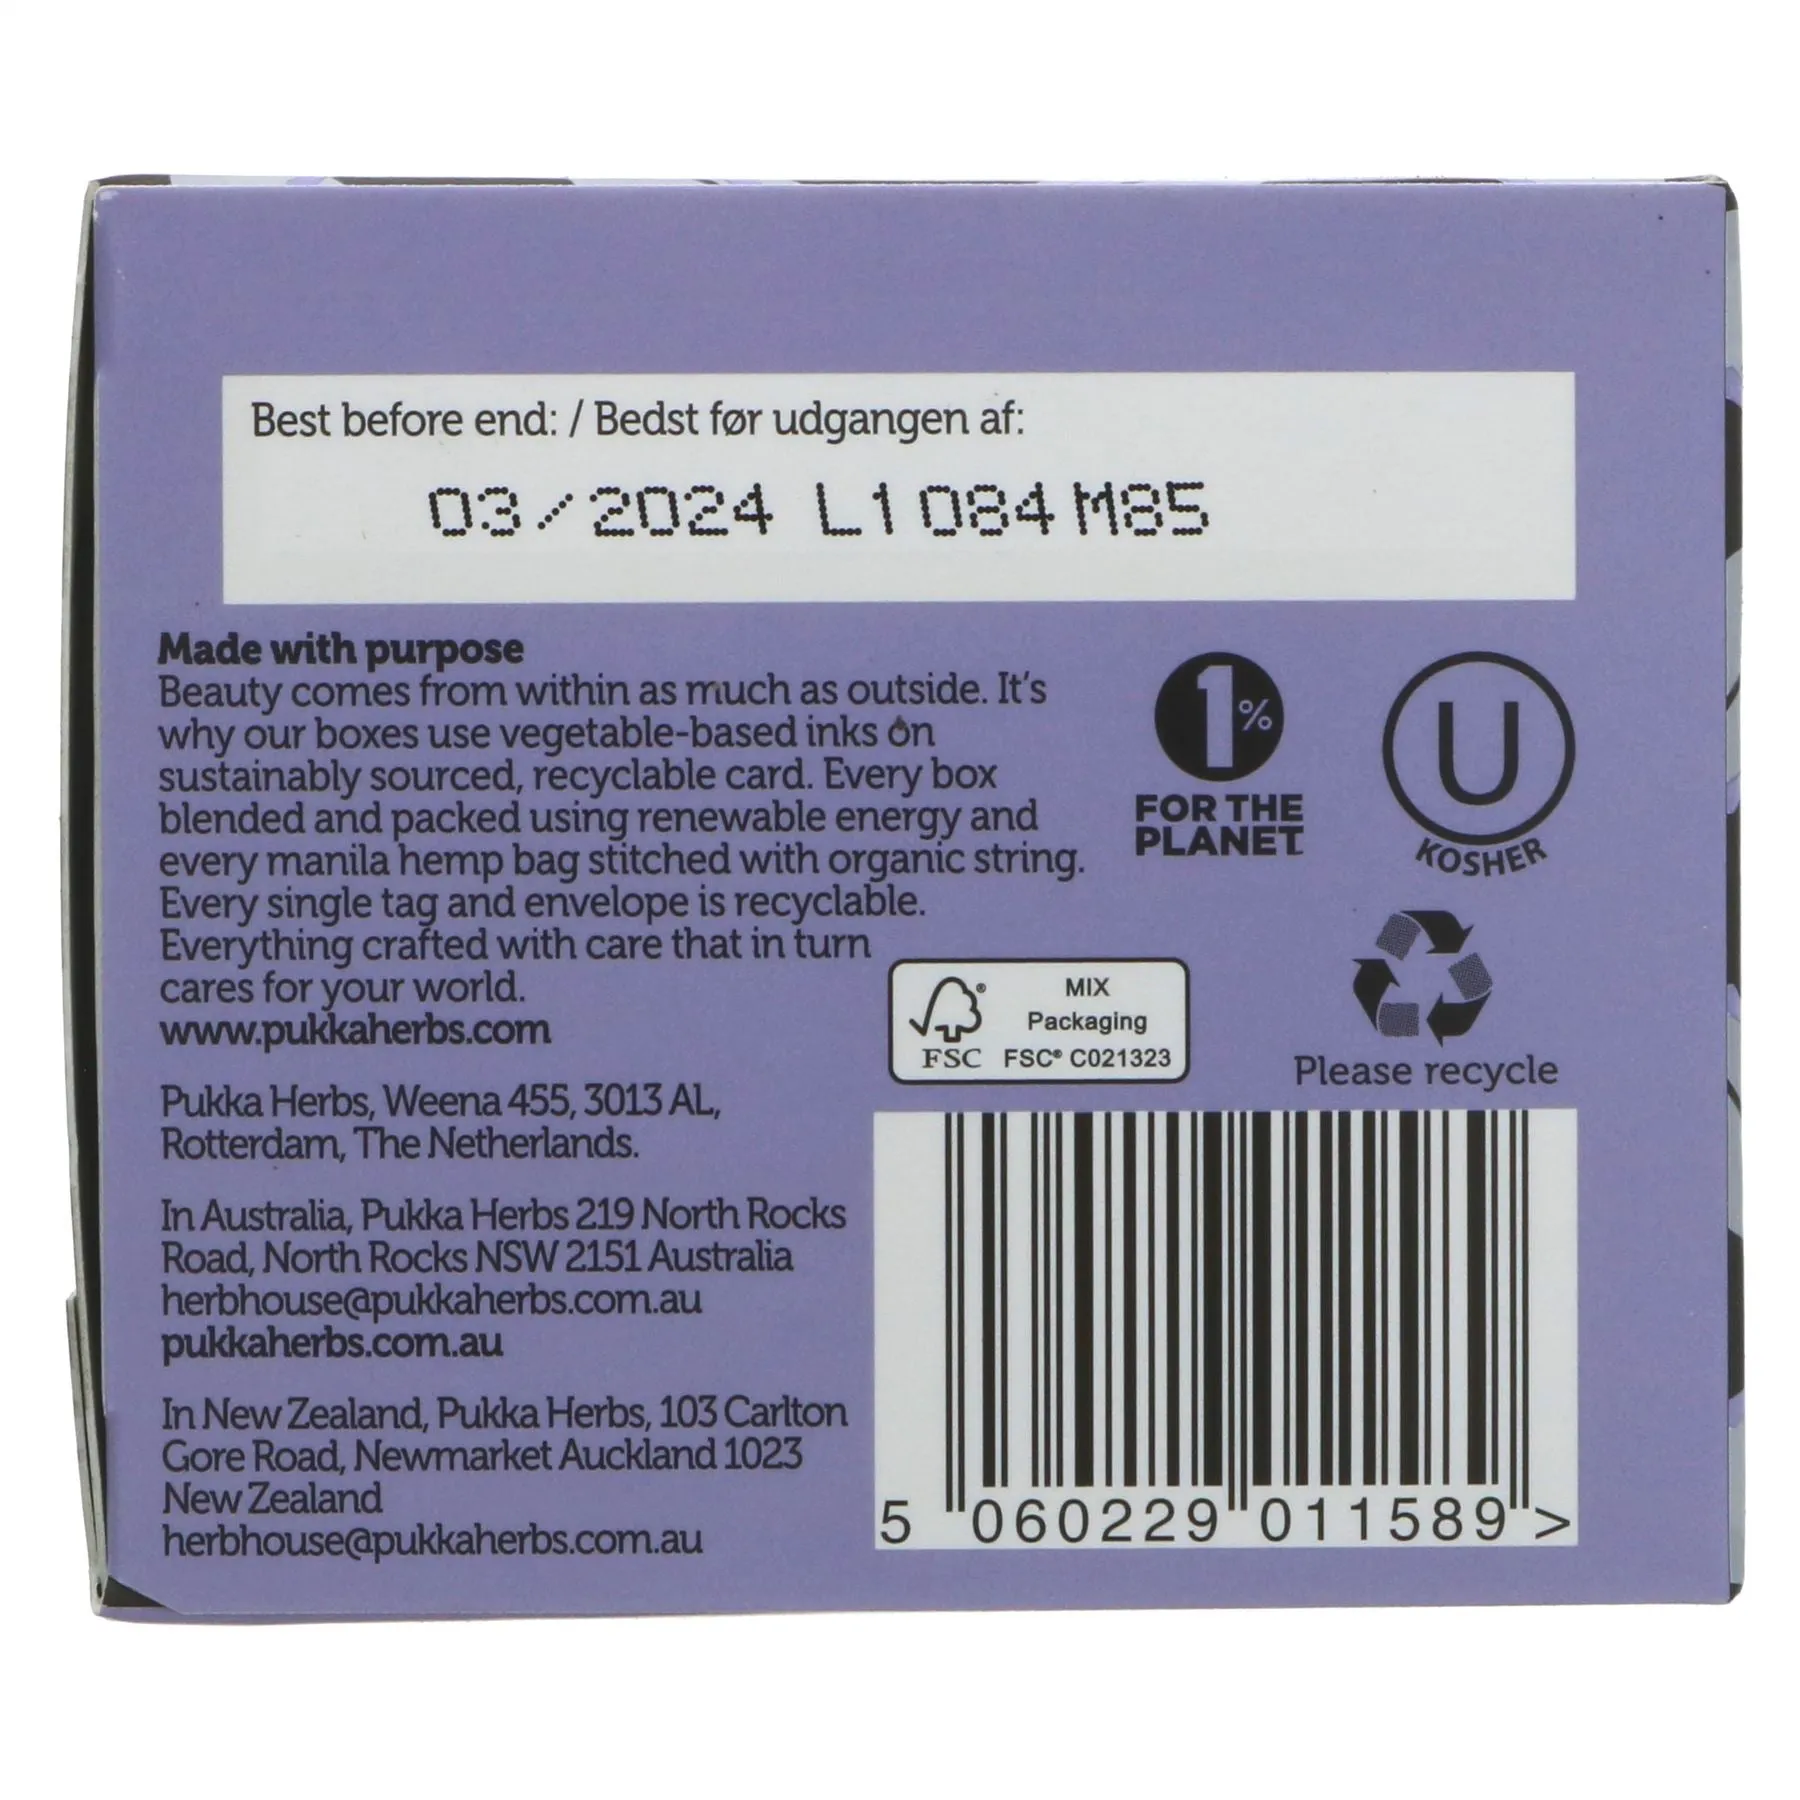 Best before end: / Bedst før udgangen af:
03/2024 L1084M85
Made with purpose
Beauty comes from within as much as outside. It's
why our boxes use vegetable-based inks on
sustainably sourced, recyclable card. Every box
blended and packed using renewable energy and
every manila hemp bag stitched with organic string.
Every single tag and envelope is recyclable.
Everything crafted with care that in turn
cares for your world.
www.pukkaherbs.com
Pukka Herbs, Weena 455, 3013 AL,
Rotterdam, The Netherlands.
In Australia, Pukka Herbs 219 North Rocks
Road, North Rocks NSW 2151 Australia
herbhouse@pukkaherbs.com.au
pukkaherbs.com.au
In New Zealand, Pukka Herbs, 103 Carlton
Gore Road, Newmarket Auckland 1023
New Zealand
herbhouse@pukkaherbs.com.au
1%
FOR THE
PLANET
U
KOSHER
MIX
Packaging
FSC® C021323
®
FSC
Please recycle
5 060229 011589 >